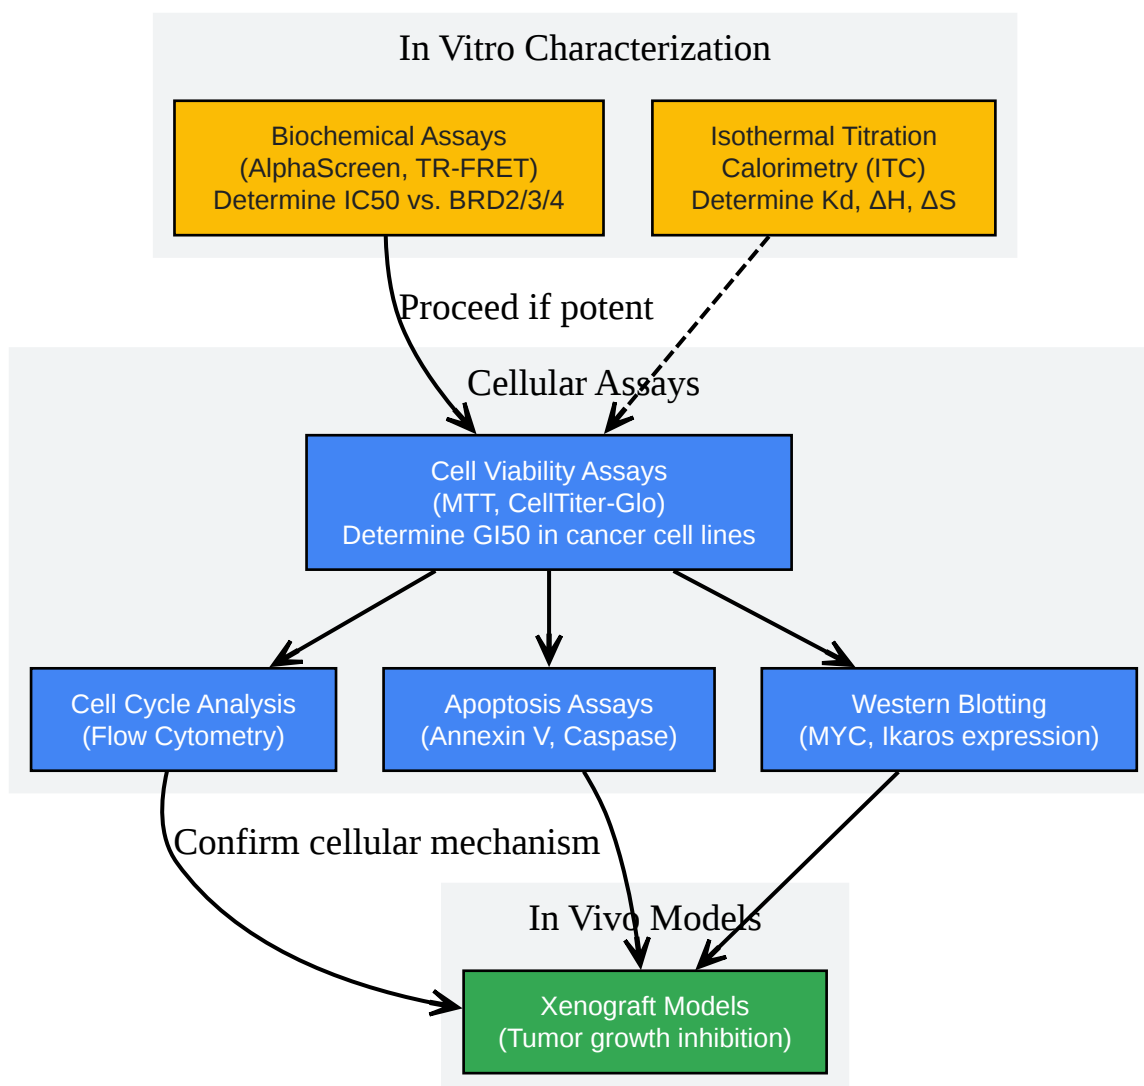 In Vitro Characterization
Biochemical Assays
(AlphaScreen, TR-FRET)
Determine IC50 vs. BRD2/3/4
Isothermal Titration
Calorimetry (ITC)
Determine Kd, ΔH, ΔS
Proceed if potent
Cellular Assays
Cell Viability Assays
(MTT, CellTiter-Glo)
Determine GI50 in cancer cell lines
Cell Cycle Analysis
(Flow Cytometry)
Apoptosis Assays
(Annexin V, Caspase)
Western Blotting
(MYC, Ikaros expression)
Confirm cellular mechanism
In Vivo Models
Xenograft Models
(Tumor growth inhibition)